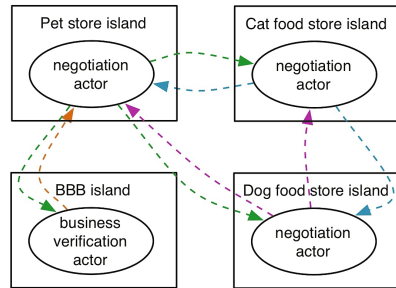 Pet store island
negotiation
actor
Cat food store island
negotiation
actor
BBB island
business
verification
actor
Dog food store island
negotiation
actor